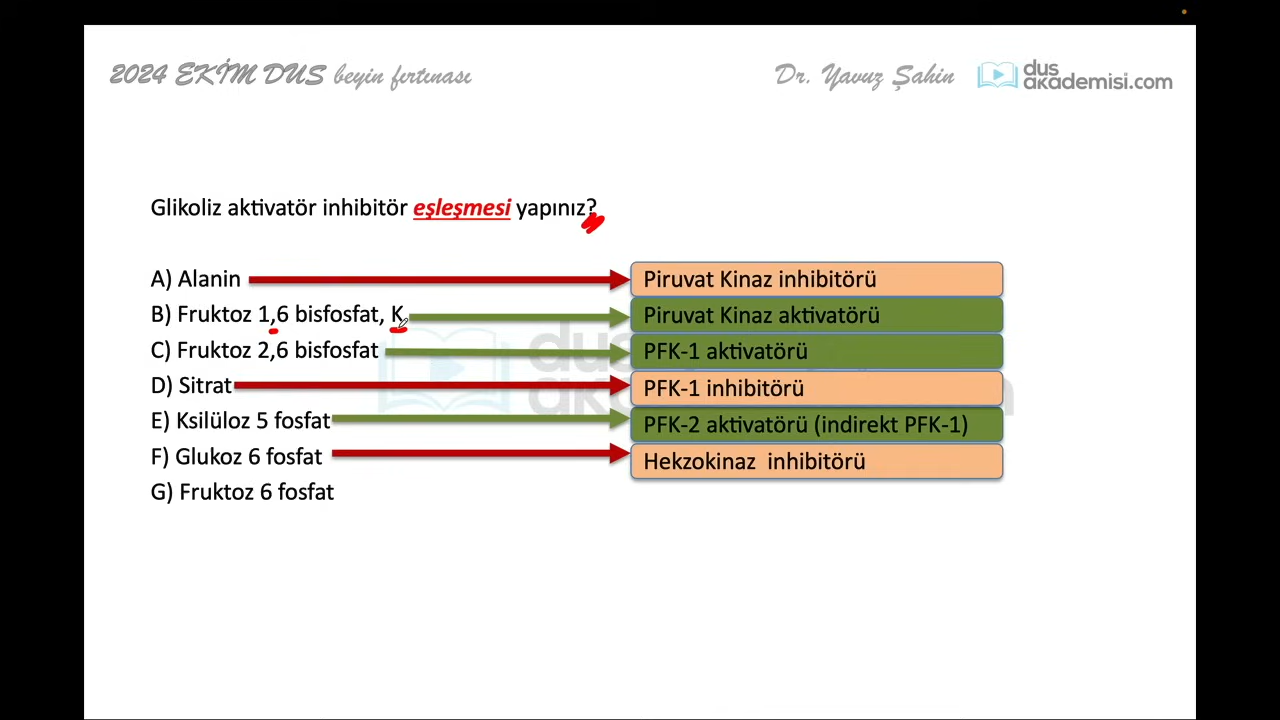 2024 EKİM DUS beyin fırtınası
Dr. Yavuz Şahin
dus
akademisi.com
Glikoliz aktivatör inhibitör eşleşmesi yapınız?
A) Alanin
Piruvat Kinaz inhibitörü
B) Fruktoz 1,6 bisfosfat, K
Piruvat Kinaz aktivatörü
C) Fruktoz 2,6 bisfosfat
PFK-1 aktivatörü
D) Sitrat
PFK-1 inhibitörü
E) Ksilüloz 5 fosfat
PFK-2 aktivatörü (indirekt PFK-1)
F) Glukoz 6 fosfat
Hekzokinaz inhibitörü
G) Fruktoz 6 fosfat